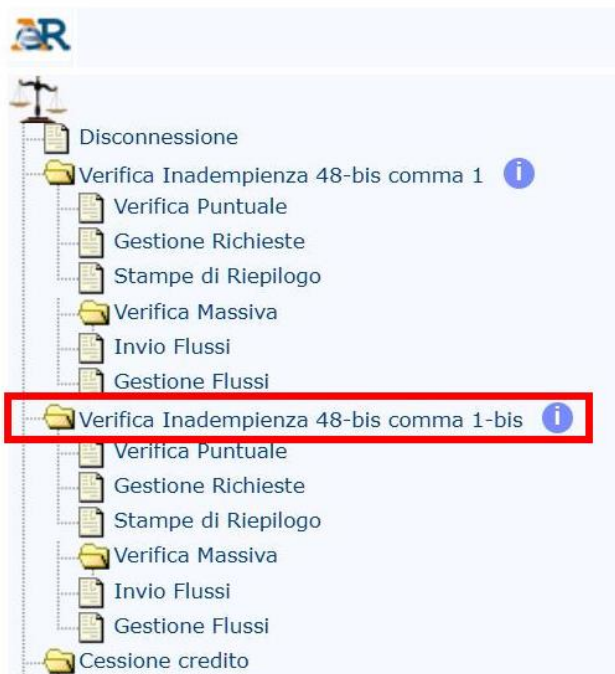 aeR
Disconnessione
Verifica Inadempienza 48-bis comma 1 i
Verifica Puntuale
Gestione Richieste
Stampe di Riepilogo
Verifica Massiva
Invio Flussi
Gestione Flussi
Verifica Inadempienza 48-bis comma 1-bis i
Verifica Puntuale
Gestione Richieste
Stampe di Riepilogo
Verifica Massiva
Invio Flussi
Gestione Flussi
Cessione credito